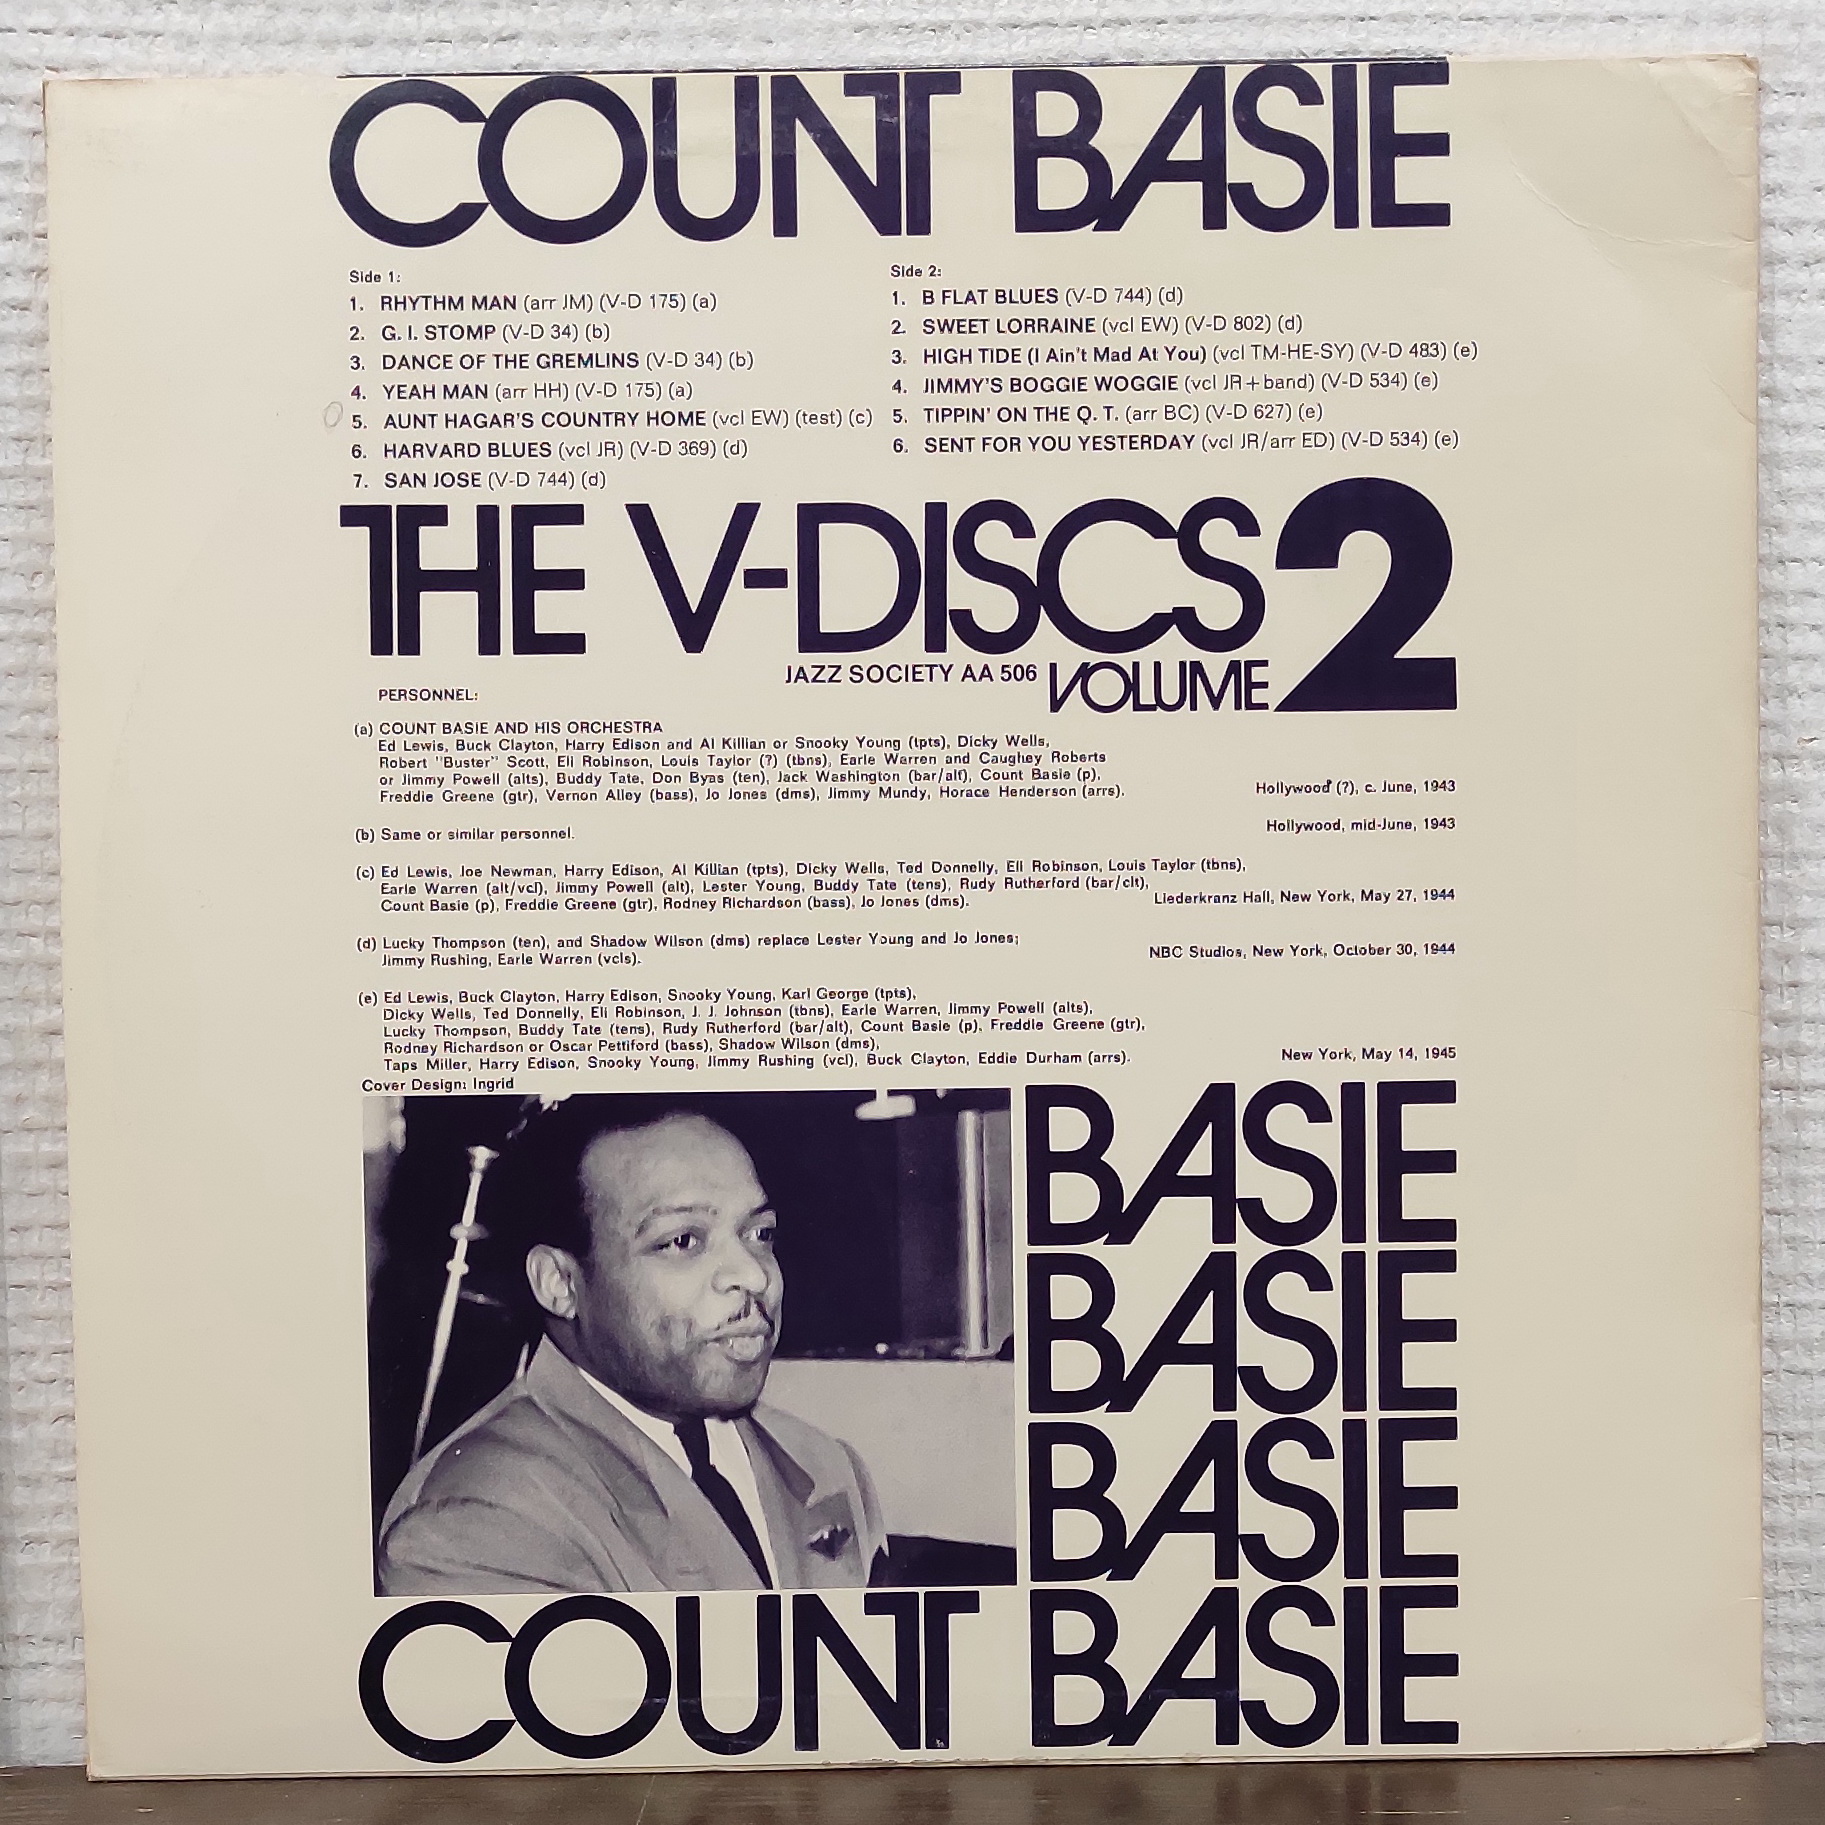 COUNT BASIE
Side 1:
1. RHYTHM MAN (arr JM) (V-D 175) (a)
2. G. I. STOMP (V-D 34) (b)
3. DANCE OF THE GREMLINS (V-D 34) (b)
4. YEAH MAN (arr HH) (V-D 175) (a)
5. AUNT HAGAR'S COUNTRY HOME (vcl EW) (test) (c)
6. HARVARD BLUES (vcl JR) (V-D 369) (d)
7. SAN JOSE (V-D 744) (d)
Side 2:
1. B FLAT BLUES (V-D 744) (d)
2. SWEET LORRAINE (vcl EW) (V-D 802) (d)
3. HIGH TIDE (I Ain't Mad At You) (vcl TM-HE-SY) (V-D 483) (e)
4. JIMMY'S BOGGIE WOGGIE (vcl JR+band) (V-D 534) (e)
5. TIPPIN' ON THE Q. T. (arr BC) (V-D 627) (e)
6. SENT FOR YOU YESTERDAY (vcl JR/arr ED) (V-D 534) (e)
THE V-DISCS 2
JAZZ SOCIETY AA 506 VOLUME
PERSONNEL:
(a) COUNT BASIE AND HIS ORCHESTRA
Ed Lewis, Buck Clayton, Harry Edison and Al Killian or Snooky Young (tpts), Dicky Wells,
Robert "Buster" Scott, Eli Robinson, Louis Taylor (?) (tbns), Earle Warren and Caughey Roberts
or Jimmy Powell (alts), Buddy Tate, Don Byas (ten), Jack Washington (bar/alt), Count Basie (p),
Freddie Greene (gtr), Vernon Alley (bass), Jo Jones (dms), Jimmy Mundy, Horace Henderson (arrs).
Hollywood (?), c. June, 1943
(b) Same or similar personnel.
Hollywood, mid-June, 1943
(c) Ed Lewis, Joe Newman, Harry Edison, Al Killian (tpts), Dicky Wells, Ted Donnelly, Eli Robinson, Louis Taylor (tbns),
Earle Warren (alt/vcl), Jimmy Powell (alt), Lester Young, Buddy Tate (tens), Rudy Rutherford (bar/clt),
Count Basie (p), Freddie Greene (gtr), Rodney Richardson (bass), Jo Jones (dms).
Liederkranz Hall, New York, May 27, 1944
(d) Lucky Thompson (ten), and Shadow Wilson (dms) replace Lester Young and Jo Jones;
Jimmy Rushing, Earle Warren (vcls).
NBC Studios, New York, October 30, 1944
(e) Ed Lewis, Buck Clayton, Harry Edison, Snooky Young, Karl George (tpts),
Dicky Wells, Ted Donnelly, Eli Robinson, J. J. Johnson (tbns), Earle Warren, Jimmy Powell (alts),
Lucky Thompson, Buddy Tate (tens), Rudy Rutherford (bar/alt), Count Basie (p), Freddie Greene (gtr),
Rodney Richardson or Oscar Pettiford (bass), Shadow Wilson (dms),
Taps Miller, Harry Edison, Snooky Young, Jimmy Rushing (vcl), Buck Clayton, Eddie Durham (arrs).
New York, May 14, 1945
Cover Design: Ingrid
BASIE
BASIE
BASIE
COUNT BASIE